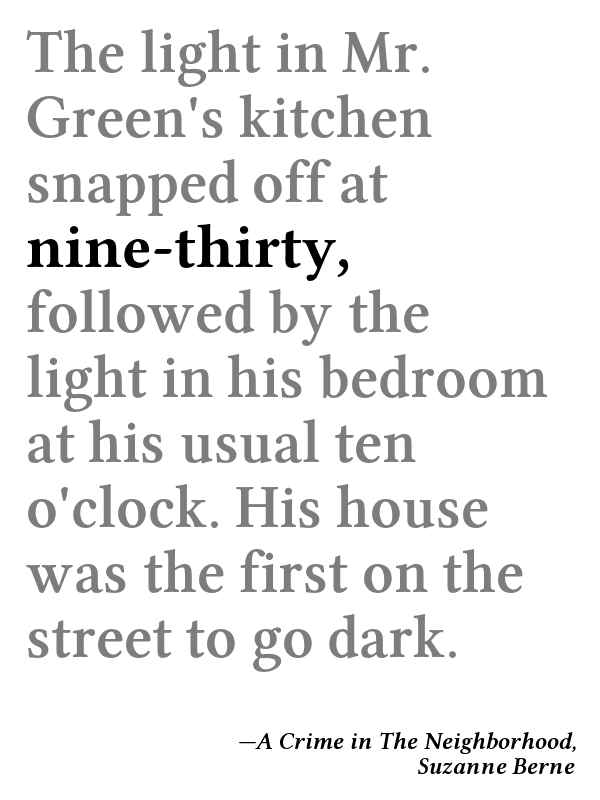 The light in Mr.
Green's kitchen
snapped off at
nine-thirty,
followed by the
light in his bedroom
at his usual ten
o'clock. His house
was the first on the
street to go dark.
—A Crime in The Neighborhood,
Suzanne Berne